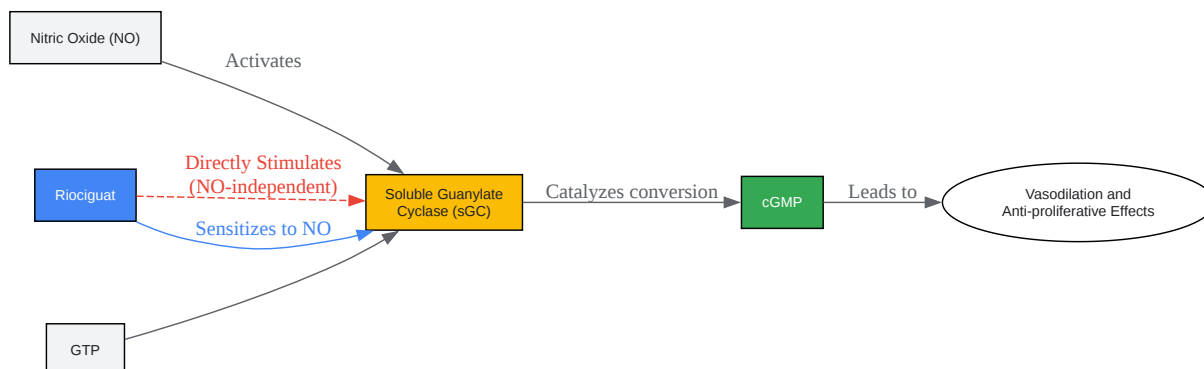 Nitric Oxide (NO)
Activates
Directly Stimulates
(NO-independent)
Riociguat
Sensitizes to NO
Soluble Guanylate
Cyclase (sGC)
Catalyzes conversion
cGMP
Leads to
Vasodilation and
Anti-proliferative Effects
GTP